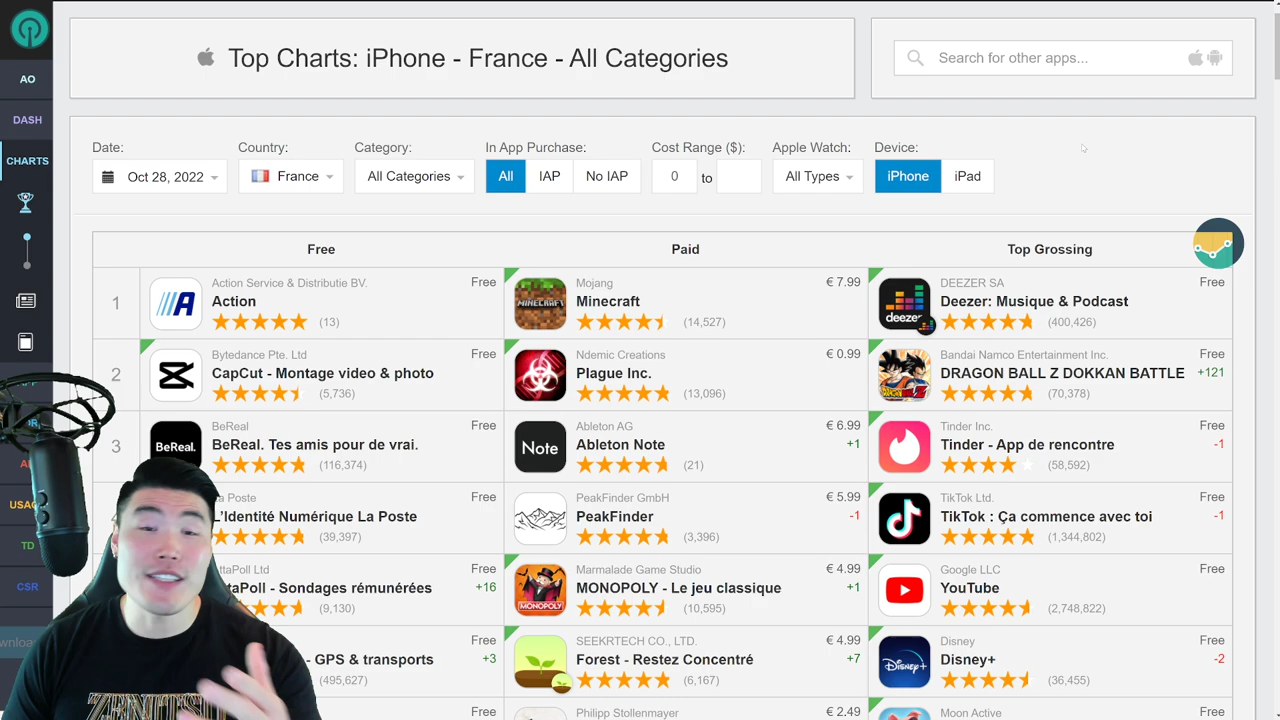 Top Charts: iPhone - France - All Categories
Search for other apps...
AO
DASH
CHARTS
TD
CSR
Date:
Country:
Category:
In App Purchase:
Cost Range ($):
Apple Watch:
Device:
Oct 28, 2022
France
All Categories
All
IAP
No IAP
0
to
All Types
iPhone
iPad
Free
Paid
Top Grossing
1
Action Service & Distributie BV.
Free
Action
(13)
Mojang
€ 7.99
Minecraft
MINECRAFT
(14,527)
DEEZER SA
Free
Deezer: Musique & Podcast
deezer
(400,426)
2
Bytedance Pte. Ltd
Free
CapCut - Montage video & photo
(5,736)
Ndemic Creations
€ 0.99
Plague Inc.
(13,096)
Bandai Namco Entertainment Inc.
Free
DRAGON BALL Z DOKKAN BATTLE
+121
(70,378)
3
BeReal
Free
BeReal. Tes amis pour de vrai.
BeReal.
(116,374)
Ableton AG
€ 6.99
Ableton Note
+1
Note
(21)
Tinder Inc.
Free
Tinder - App de rencontre
-1
(58,592)
Poste
Free
L'Identité Numérique La Poste
(39,397)
PeakFinder GmbH
€ 5.99
PeakFinder
-1
(3,396)
TikTok Ltd.
Free
TikTok : Ça commence avec toi
-1
(1,344,802)
Ltd
Free
- Sondages rémunérées
+16
(9,130)
Marmalade Game Studio
€ 4.99
MONOPOLY - Le jeu classique
+1
MONOPOLY
(10,595)
Google LLC
Free
YouTube
(2,748,822)
Free
- GPS & transports
+3
(495,627)
SEEKRTECH CO., LTD.
€ 4.99
Forest - Restez Concentré
+7
(6,167)
Disney
Free
Disney+
-2
Disney+
(36,455)
Free
Philipp Stollenmayer
€ 2.49
Moon Active
Free